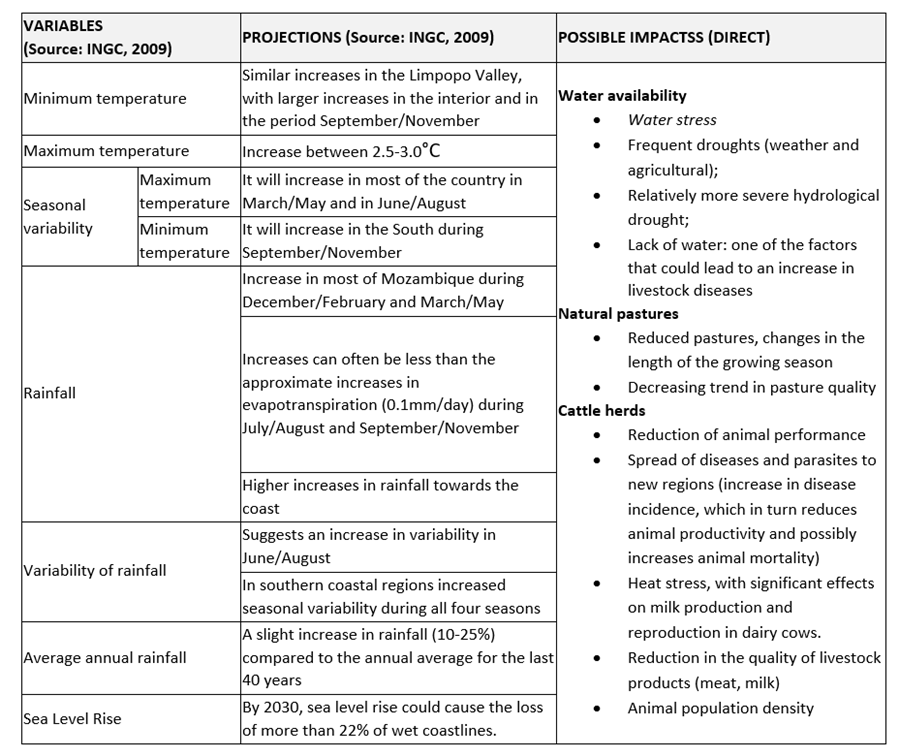 VARIABLES
(Source: INGC, 2009)
PROJECTIONS (Source: INGC, 2009)
POSSIBLE IMPACTSS (DIRECT)
Minimum temperature
Similar increases in the Limpopo Valley,
with larger increases in the interior and in
the period September/November
Maximum temperature
Increase between 2.5-3.0°C
Seasonal
variability
Maximum
temperature
It will increase in most of the country in
March/May and in June/August
Minimum
temperature
It will increase in the South during
September/November
Rainfall
Increase in most of Mozambique during
December/February and March/May
Increases can often be less than the
approximate increases in
evapotranspiration (0.1mm/day) during
July/August and September/November
Higher increases in rainfall towards the
coast
Variability of rainfall
Suggests an increase in variability in
June/August
In southern coastal regions increased
seasonal variability during all four seasons
Average annual rainfall
A slight increase in rainfall (10-25%)
compared to the annual average for the last
40 years
Sea Level Rise
By 2030, sea level rise could cause the loss
of more than 22% of wet coastlines.
Water availability
• Water stress
• Frequent droughts (weather and
agricultural);
• Relatively more severe hydrological
drought;
• Lack of water: one of the factors
that could lead to an increase in
livestock diseases
Natural pastures
• Reduced pastures, changes in the
length of the growing season
• Decreasing trend in pasture quality
Cattle herds
• Reduction of animal performance
• Spread of diseases and parasites to
new regions (increase in disease
incidence, which in turn reduces
animal productivity and possibly
increases animal mortality)
• Heat stress, with significant effects
on milk production and
reproduction in dairy cows.
• Reduction in the quality of livestock
products (meat, milk)
• Animal population density